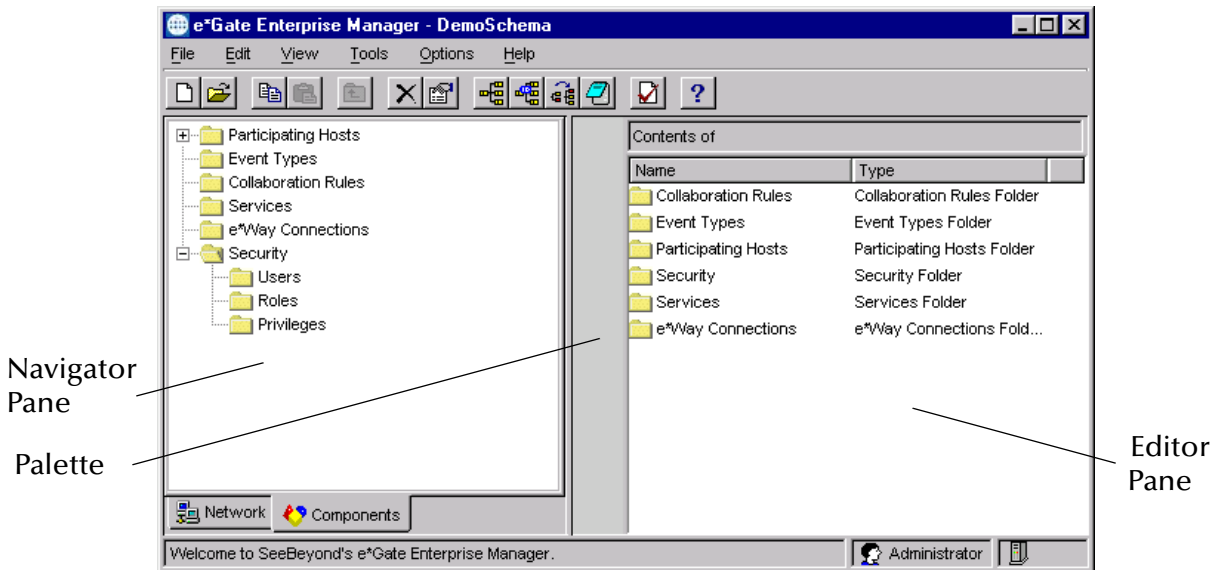 e*Gate Enterprise Manager - DemoSchema
File Edit View Tools Options Help
Participating Hosts
Event Types
Collaboration Rules
Services
e*Way Connections
Security
Users
Roles
Privileges
Contents of
Name Type
Collaboration Rules Collaboration Rules Folder
Event Types Event Types Folder
Participating Hosts Participating Hosts Folder
Security Security Folder
Services Services Folder
e*Way Connections e*Way Connections Fold...
Navigator
Pane
Palette
Editor
Pane
Network Components
Welcome to SeeBeyond's e*Gate Enterprise Manager. Administrator